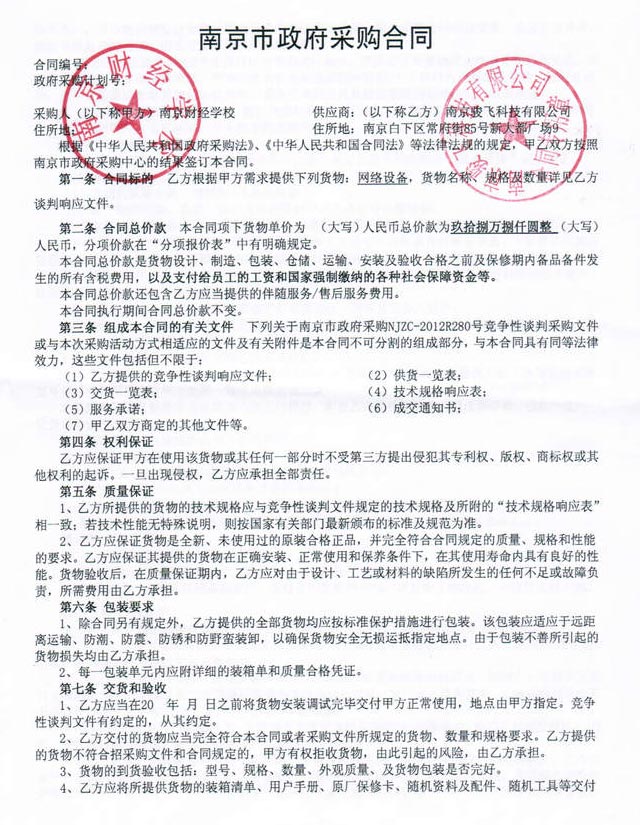 南京市政府采购合同
合同编号:
政府采购计划号:
采购人（以下称甲方）南京财经学校 供应商:（以下称乙方）南京骏飞科技有限公司
住所地: 住所地: 南京白下区常府街85号新大都广场9
根据《中华人民共和国政府采购法》、《中华人民共和国合同法》等法律法规的规定，甲乙双方按照
南京市政府采购中心的结果签订本合同。
第一条 合同标的 乙方根据甲方需求提供下列货物: 网络设备，货物名称、规格及数量详见乙方
谈判响应文件。
第二条 合同总价款 本合同项下货物单价为 （大写）人民币总价款为玖拾捌万捌仟圆整 （大写）
人民币，分项价款在“分项报价表”中有明确规定。
本合同总价款是货物设计、制造、包装、仓储、运输、安装及验收合格之前及保修期内备品备件发
生的所有含税费用，以及支付给员工的工资和国家强制缴纳的各种社会保障资金等。
本合同总价款还包含乙方应当提供的伴随服务/售后服务费用。
本合同执行期间合同总价款不变。
第三条 组成本合同的有关文件 下列关于南京市政府采购NJZC-2012R280号竞争性谈判采购文件
或与本次采购活动方式相适应的文件及有关附件是本合同不可分割的组成部分，与本合同具有同等法律
效力，这些文件包括但不限于:
（1）乙方提供的竞争性谈判响应文件; （2）供货一览表;
（3）交货一览表; （4）技术规格响应表;
（5）服务承诺; （6）成交通知书;
（7）甲乙双方商定的其他文件等。
第四条 权利保证
乙方应保证甲方在使用该货物或其任何一部分时不受第三方提出侵犯其专利权、版权、商标权或其
他权利的起诉。一旦出现侵权，乙方应承担全部责任。
第五条 质量保证
1、乙方所提供的货物的技术规格应与竞争性谈判文件规定的技术规格及所附的“技术规格响应表”
相一致; 若技术性能无特殊说明，则按国家有关部门最新颁布的标准及规范为准。
2、乙方应保证货物是全新、未使用过的原装合格正品，并完全符合合同规定的质量、规格和性能
的要求。乙方应保证其提供的货物在正确安装、正常使用和保养条件下，在其使用寿命内具有良好的性
能。货物验收后，在质量保证期内，乙方应对由于设计、工艺或材料的缺陷所发生的任何不足或故障负
责，所需费用由乙方承担。
第六条 包装要求
1、除合同另有规定外，乙方提供的全部货物均应按标准保护措施进行包装。该包装应适应于远距
离运输、防潮、防震、防锈和防野蛮装卸，以确保货物安全无损运抵指定地点。由于包装不善所引起的
货物损失均由乙方承担。
2、每一包装单元内应附详细的装箱单和质量合格凭证。
第七条 交货和验收
1、乙方应当在20 年 月 日之前将货物安装调试完毕交付甲方正常使用，地点由甲方指定。竞争
性谈判文件有约定的，从其约定。
2、乙方交付的货物应当完全符合本合同或者采购文件所规定的货物、数量和规格要求。乙方提供
的货物不符合招采购文件和合同规定的，甲方有权拒收货物，由此引起的风险，由乙方承担。
3、货物的到货验收包括: 型号、规格、数量、外观质量、及货物包装是否完好。
4、乙方应将所提供货物的装箱清单、用户手册、原厂保修卡、随机资料及配件、随机工具等交付